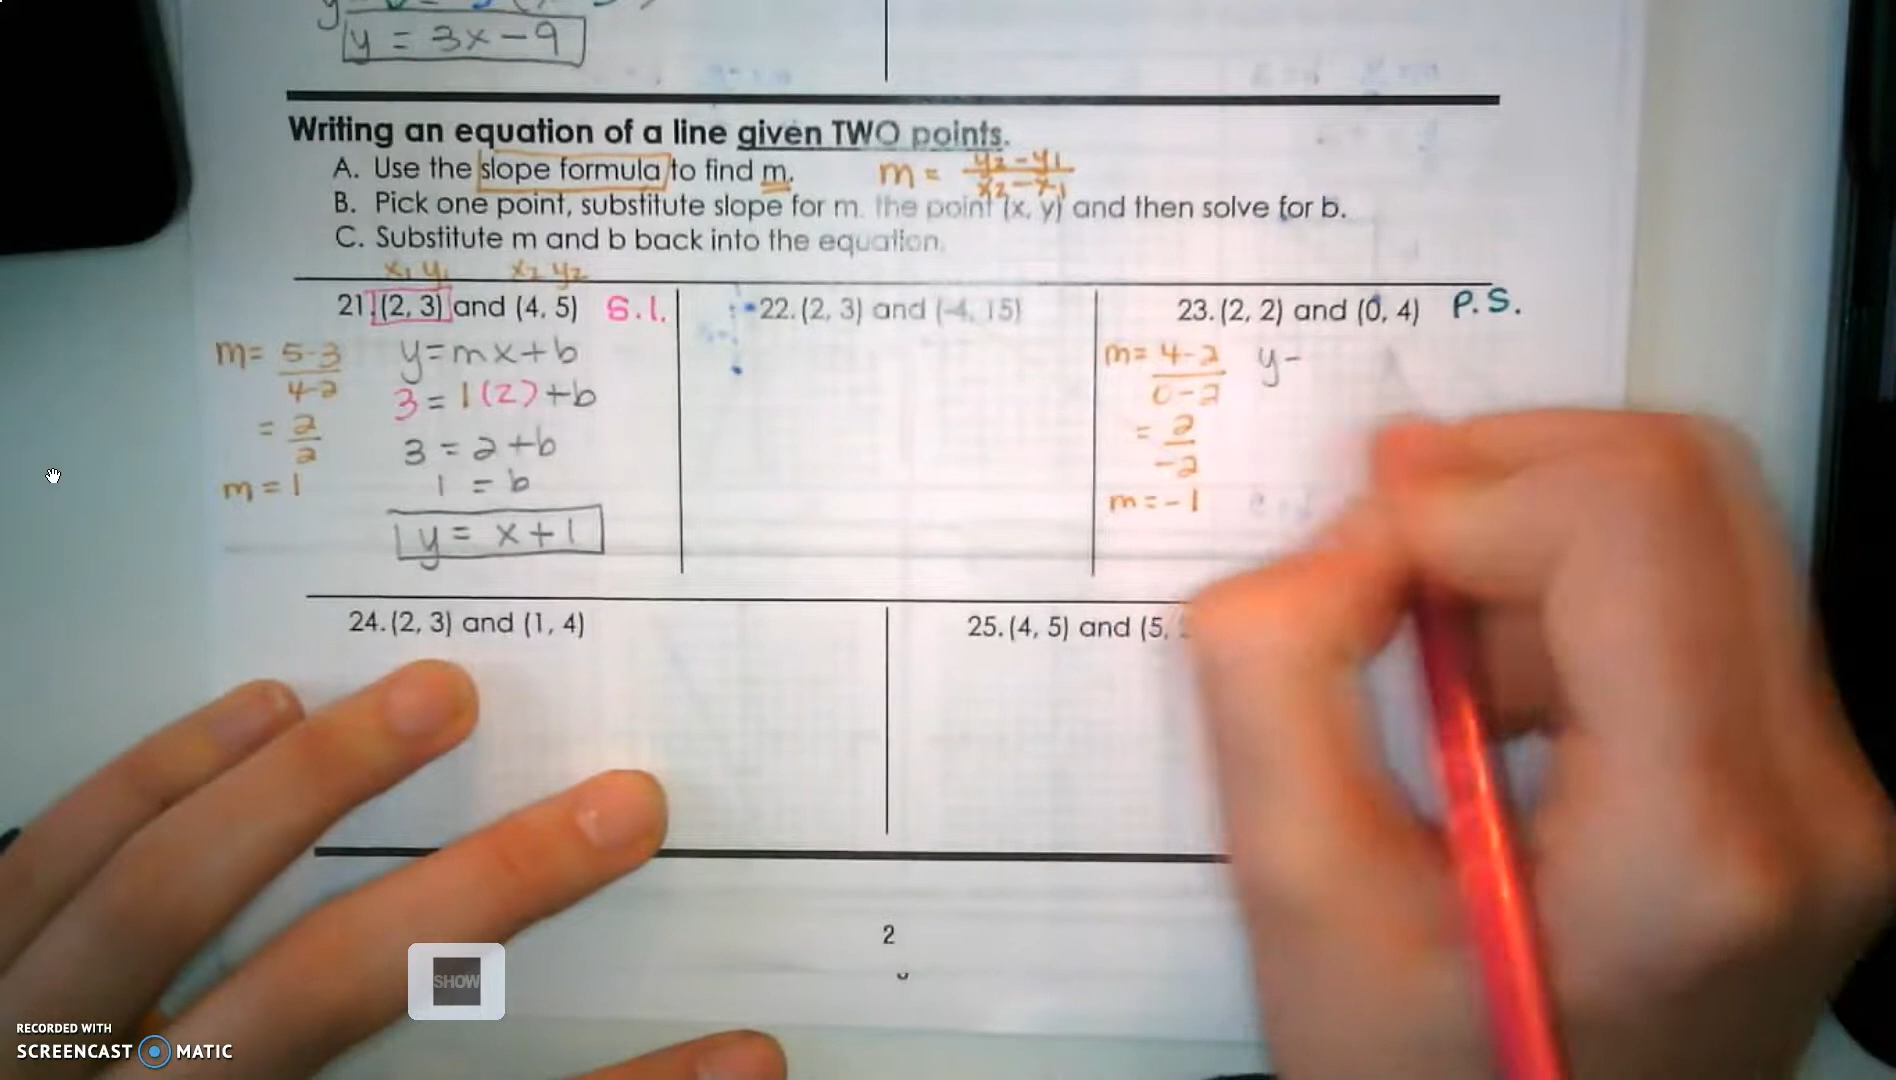 y = 3x - 9
Writing an equation of a line given TWO points.
A. Use the slope formula to find m. m = y2 - y1 / x2 - x1
B. Pick one point, substitute slope for m, the point (x, y) and then solve for b.
C. Substitute m and b back into the equation.
x1 y1 x2 y2
21. (2, 3) and (4, 5) S.I.
m = 5-3 / 4-2
= 2/2
m = 1
y = mx + b
3 = 1(2) + b
3 = 2 + b
1 = b
y = x + 1
22. (2, 3) and (-4, 15)
23. (2, 2) and (0, 4) P.S.
m = 4-2 / 0-2
= 2 / -2
m = -1
y -
24. (2, 3) and (1, 4)
25. (4, 5) and (5,
2
SHOW
RECORDED WITH
SCREENCAST MATIC